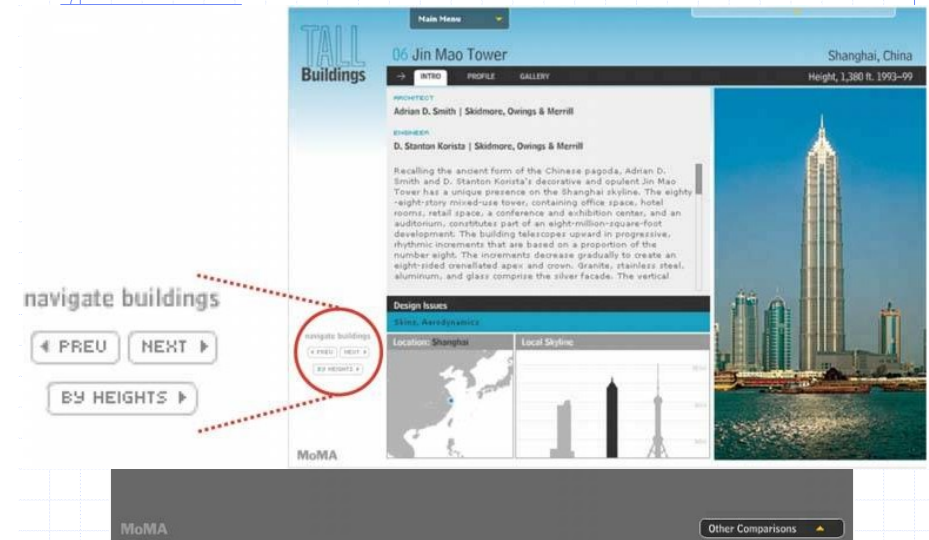 Main Menu
TALL
Buildings
06 Jin Mao Tower
Shanghai, China
→ INTRO PROFILE GALLERY
Height, 1,380 ft. 1993–99
ARCHITECT
Adrian D. Smith | Skidmore, Owings & Merrill
ENGINEER
D. Stanton Korista | Skidmore, Owings & Merrill
Recalling the ancient form of the Chinese pagoda, Adrian D.
Smith and D. Stanton Korista's decorative and opulent Jin Mao
Tower has a unique presence on the Shanghai skyline. The eighty
-eight-story mixed-use tower, containing office space, hotel
rooms, retail space, a conference and exhibition center, and an
auditorium, constitutes part of an eight-million-square-foot
development. The building telescopes upward in progressive,
rhythmic increments that are based on a proportion of the
number eight. The increments decrease gradually to create an
eight-sided crenellated apex and crown. Granite, stainless steel,
aluminum, and glass comprise the silver facade. The vertical
Design Issues
Skins, Aerodynamics
Location: Shanghai
Local Skyline
navigate buildings
PREV NEXT
BY HEIGHTS
navigate buildings
PREV NEXT
BY HEIGHTS
MoMA
MoMA
Other Comparisons